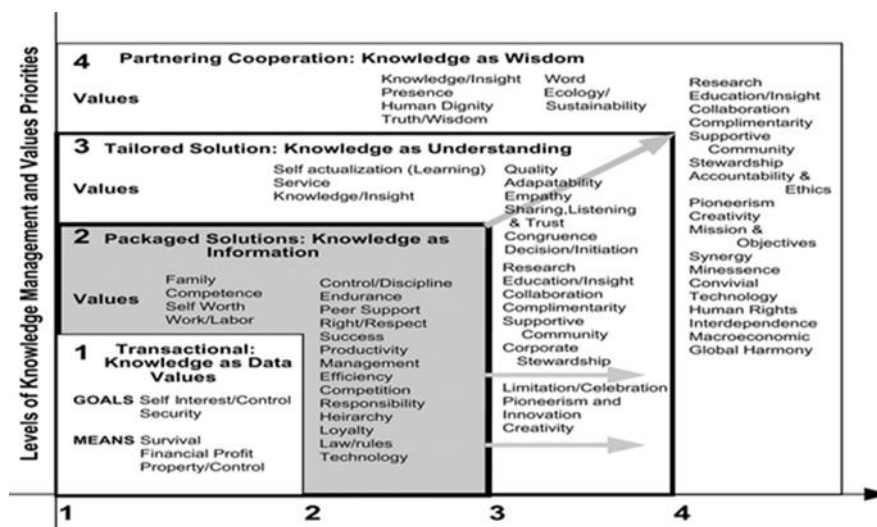 Levels of Knowledge Management and Values Priorities
4 Partnering Cooperation: Knowledge as Wisdom
Values
Knowledge/Insight
Presence
Human Dignity
Truth/Wisdom
Word
Ecology/
Sustainability
Research
Education/Insight
Collaboration
Complimentarity
Supportive
Community
Stewardship
Accountability &
Ethics
Pioneerism
Creativity
Mission &
Objectives
Synergy
Minessence
Convivial
Technology
Human Rights
Interdependence
Macroeconomic
Global Harmony
3 Tailored Solution: Knowledge as Understanding
Values
Self actualization (Learning)
Service
Knowledge/Insight
Quality
Adapatability
Empathy
Sharing,Listening
& Trust
Congruence
Decision/Initiation
Research
Education/Insight
Collaboration
Complimentarity
Supportive
Community
Corporate
Stewardship
Limitation/Celebration
Pioneerism and
Innovation
Creativity
2 Packaged Solutions: Knowledge as
Information
Values
Family
Competence
Self Worth
Work/Labor
Control/Discipline
Endurance
Peer Support
Right/Respect
Success
Productivity
Management
Efficiency
Competition
Responsibility
Heirarchy
Loyalty
Law/rules
Technology
1 Transactional:
Knowledge as Data
Values
GOALS Self Interest/Control
Security
MEANS Survival
Financial Profit
Property/Control
1 2 3 4